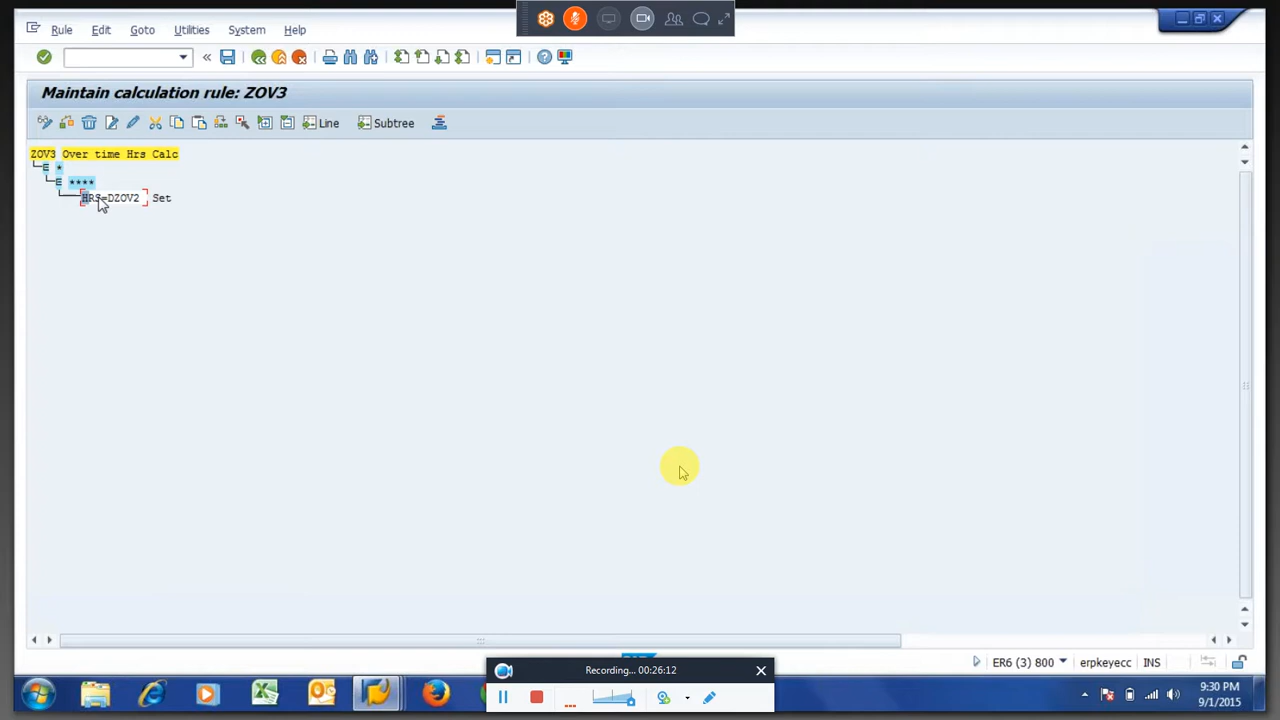 Rule Edit Goto Utilities System Help
Maintain calculation rule: ZOV3
Line Subtree
ZOV3 Over time Hrs Calc
*
****
HRS=DZOV2 Set
Recording... 00:26:12
ER6 (3) 800 erpkeyecc INS
9:30 PM
9/1/2015